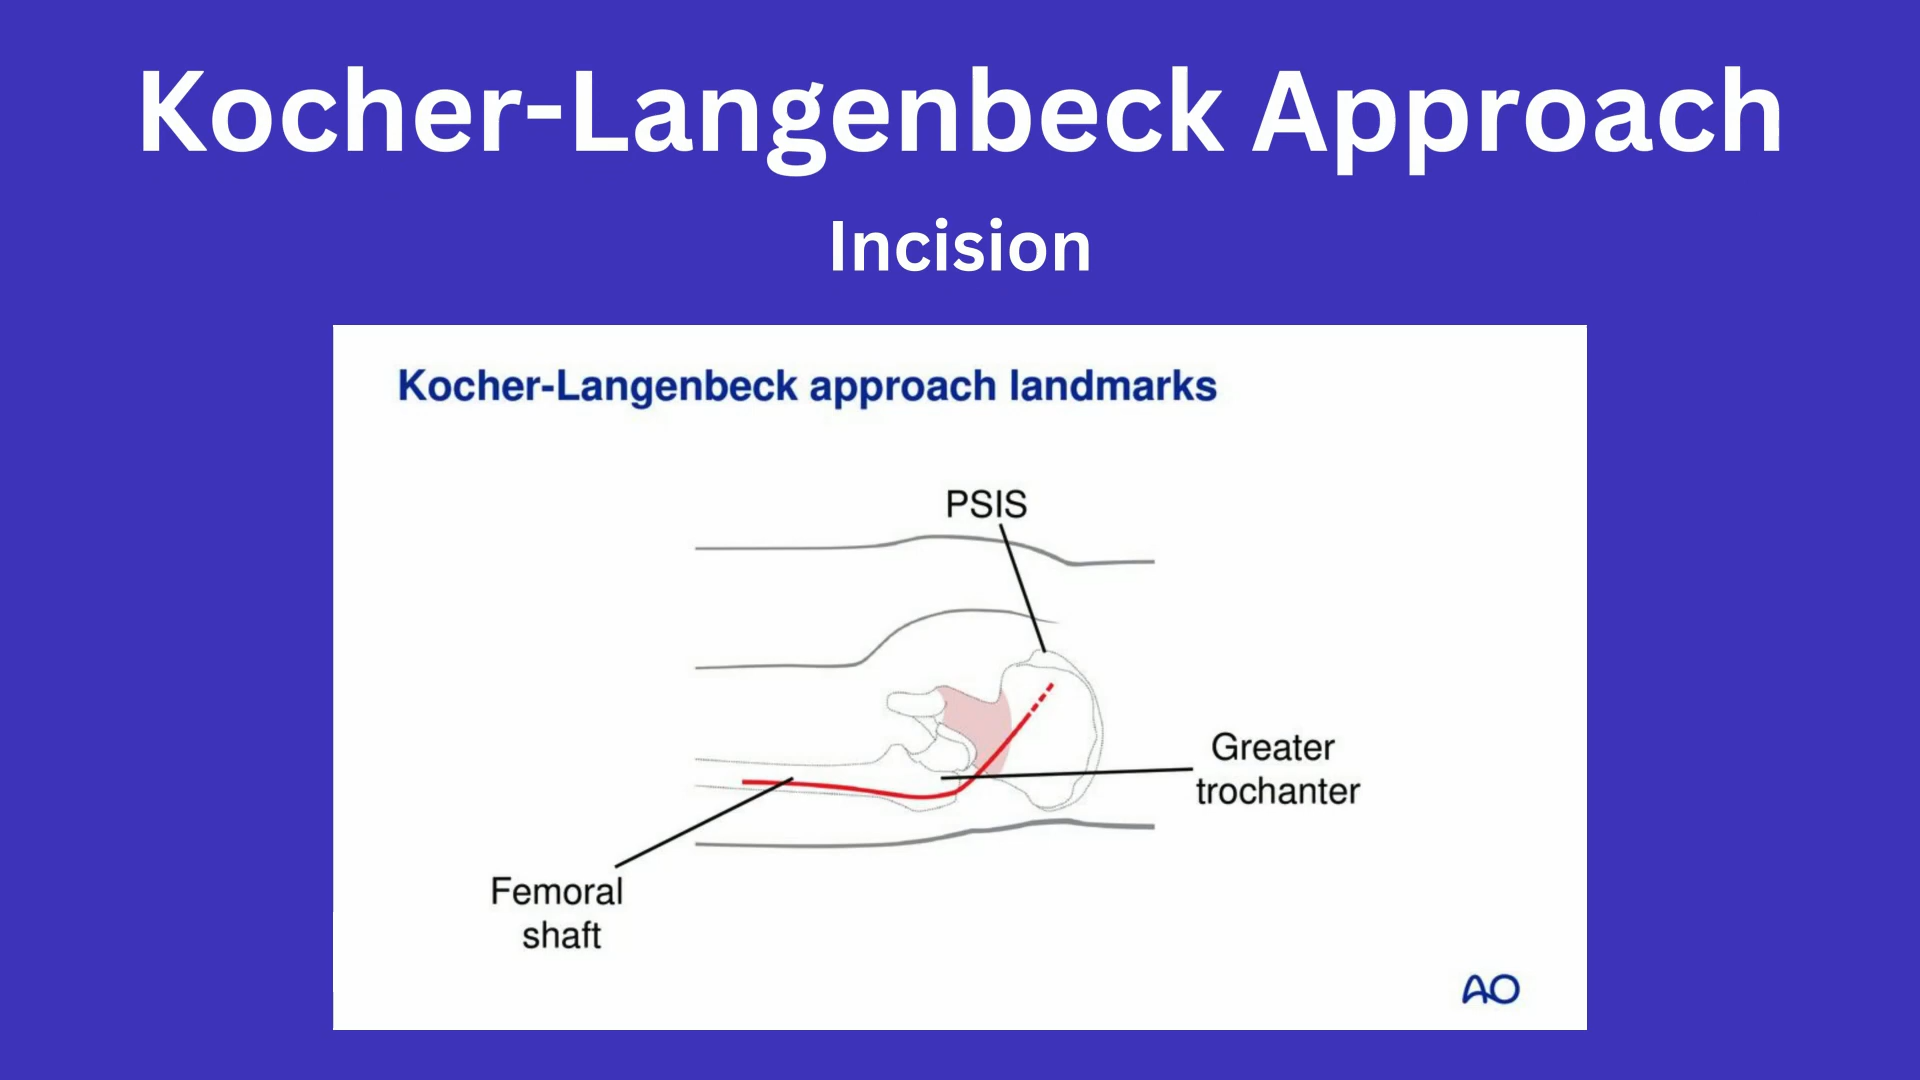 Kocher-Langenbeck Approach
Incision
Kocher-Langenbeck approach landmarks
PSIS
Greater
trochanter
Femoral
shaft
AO